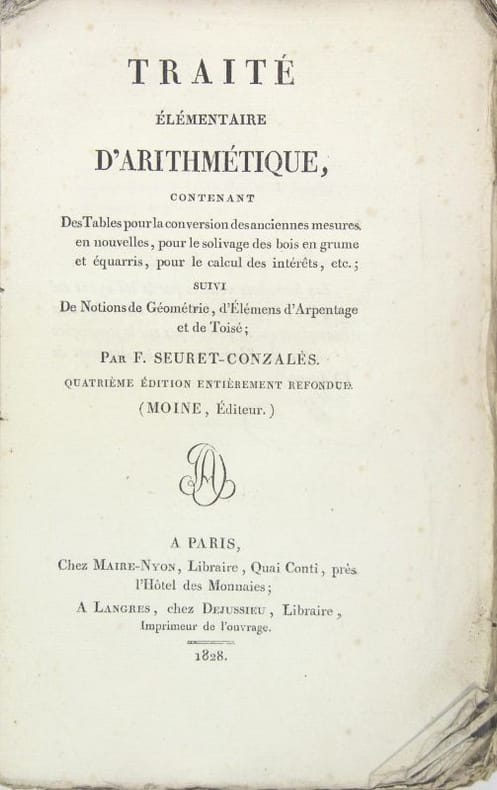 TRAITÉ
ÉLÉMENTAIRE
D'ARITHMÉTIQUE,
CONTENANT
Des Tables pour la conversion des anciennes mesures,
en nouvelles, pour le solivage des bois en grume
et équarris, pour le calcul des intérêts, etc.;
SUIVI
De Notions de Géométrie, d'Élémens d'Arpentage
et de Toisé;
PAR F. SEURET-CONZALÈS.
QUATRIÈME ÉDITION ENTIÈREMENT REFONDUE.
(MOINE, Éditeur.)
A PARIS,
Chez MAIRE-NYON, Libraire, Quai Conti, près
l'Hôtel des Monnaies;
A LANGRES, chez DEJUSSIEU, Libraire,
Imprimeur de l'ouvrage.
1828.